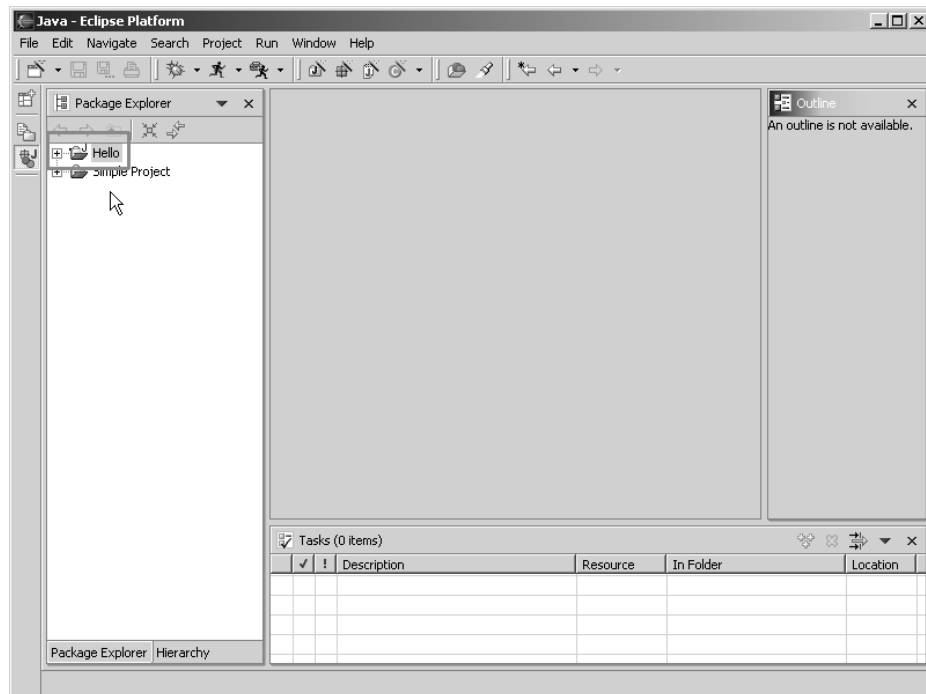 Java - Eclipse Platform
File Edit Navigate Search Project Run Window Help
Package Explorer
Outline
An outline is not available.
Hello
Simple Project
Tasks (0 items)
! Description Resource In Folder Location
Package Explorer Hierarchy